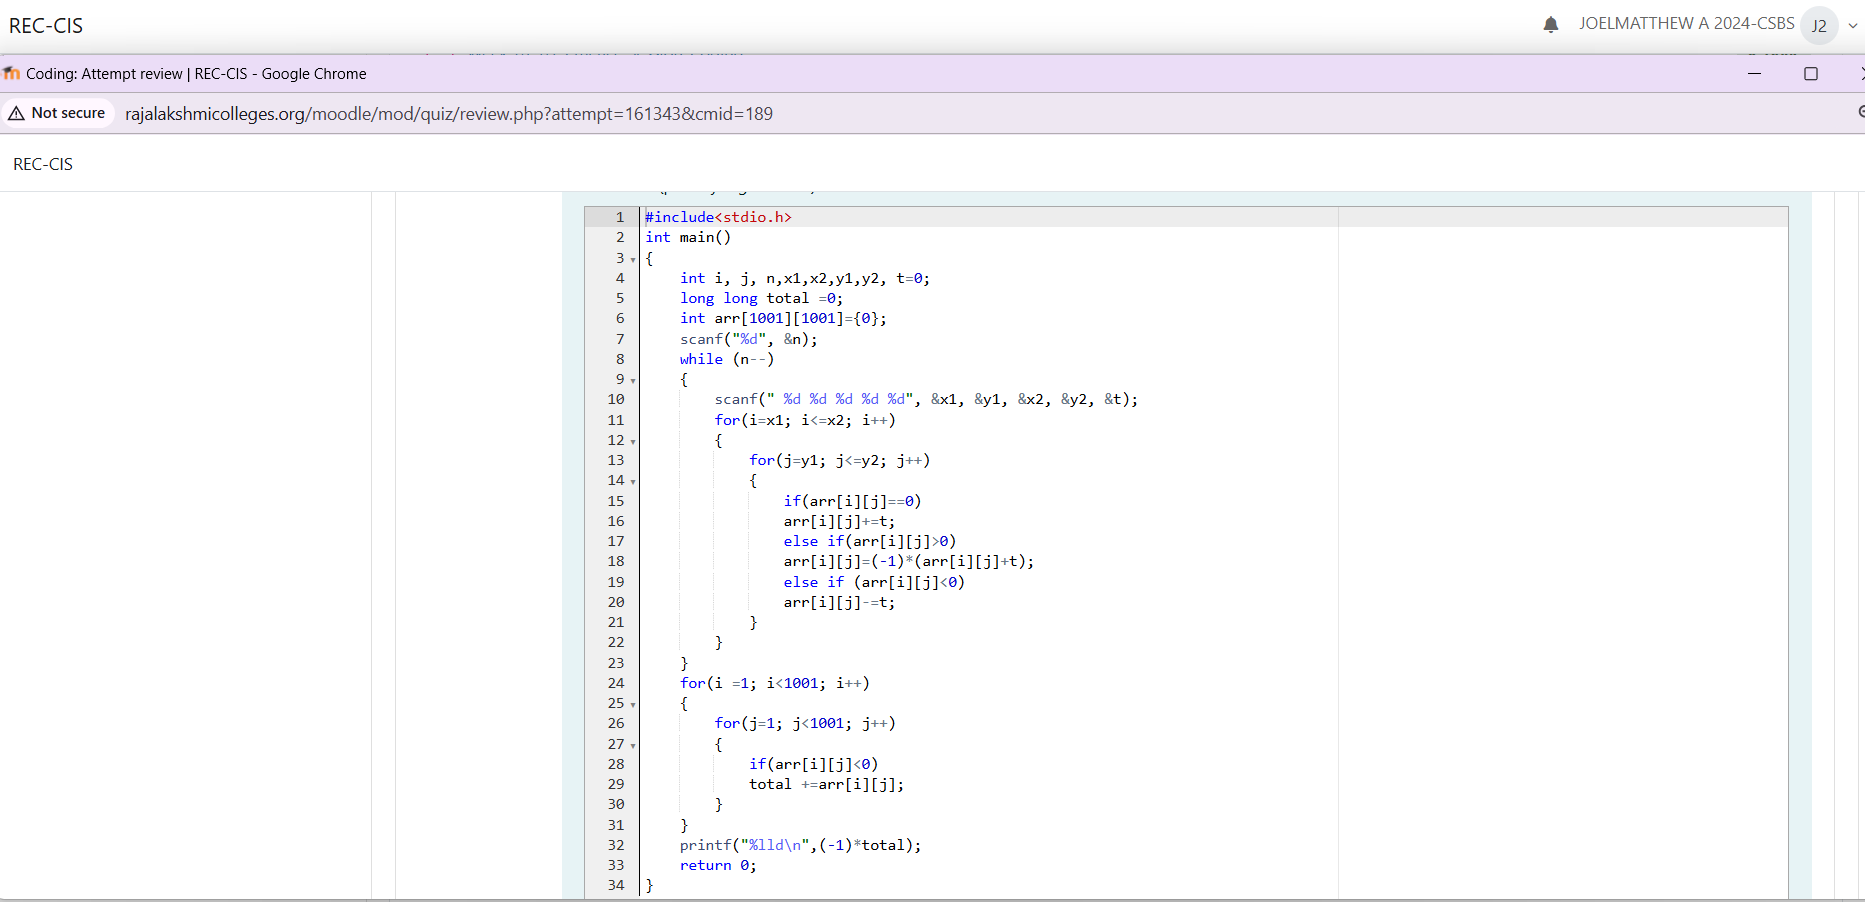 REC-CIS
JOELMATTHEW A 2024-CSBS J2
Coding: Attempt review | REC-CIS - Google Chrome
Not secure rajalakshmicolleges.org/moodle/mod/quiz/review.php?attempt=161343&cmid=189
REC-CIS
1 #include<stdio.h>
2 int main()
3 {
4     int i, j, n,x1,x2,y1,y2, t=0;
5     long long total =0;
6     int arr[1001][1001]={0};
7     scanf("%d", &n);
8     while (n--)
9     {
10         scanf(" %d %d %d %d %d", &x1, &y1, &x2, &y2, &t);
11         for(i=x1; i<=x2; i++)
12         {
13             for(j=y1; j<=y2; j++)
14             {
15                 if(arr[i][j]==0)
16                 arr[i][j]+=t;
17                 else if(arr[i][j]>0)
18                 arr[i][j]=(-1)*(arr[i][j]+t);
19                 else if (arr[i][j]<0)
20                 arr[i][j]-=t;
21             }
22         }
23     }
24     for(i =1; i<1001; i++)
25     {
26         for(j=1; j<1001; j++)
27         {
28             if(arr[i][j]<0)
29             total +=arr[i][j];
30         }
31     }
32     printf("%lld\n",(-1)*total);
33     return 0;
34 }